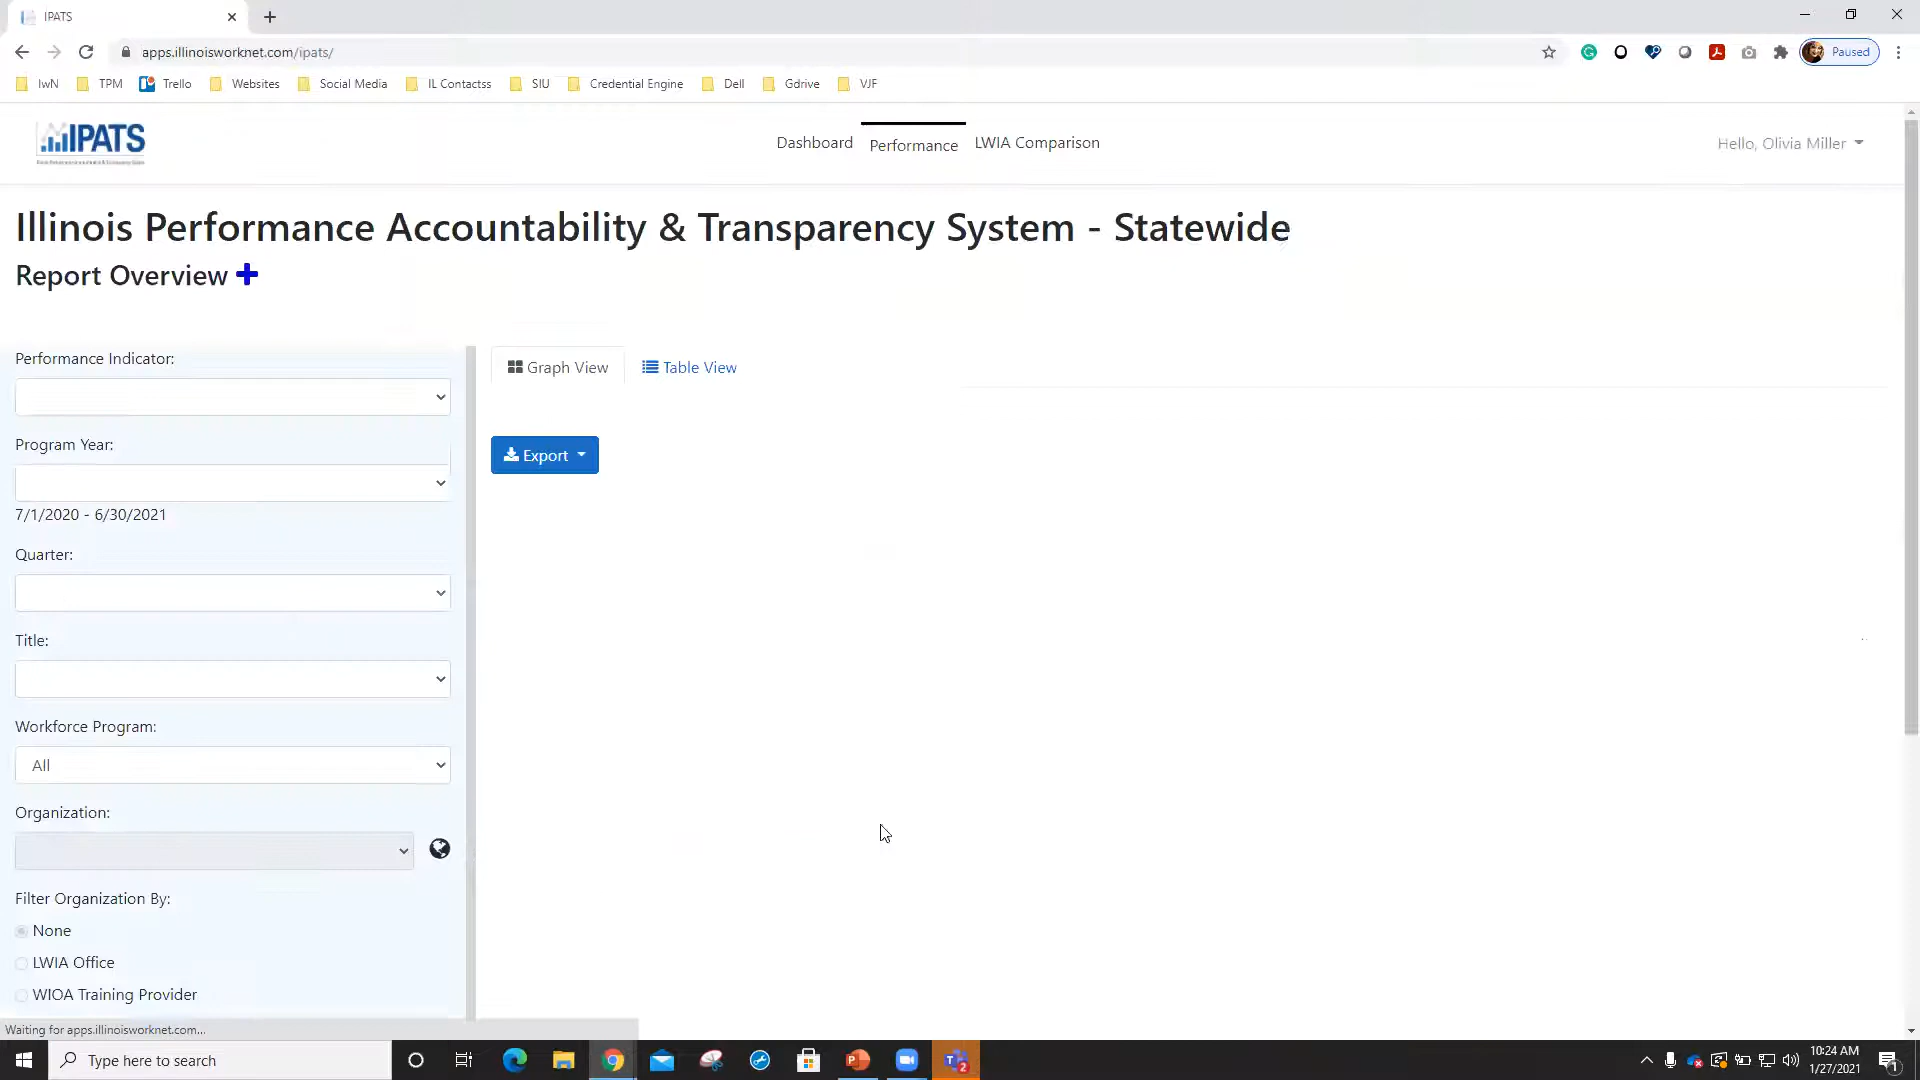 IPATS
apps.illinoisworknet.com/ipats/
Paused
IwN
TPM
Trello
Websites
Social Media
IL Contactss
SIU
Credential Engine
Dell
Gdrive
VJF
IPATS
Dashboard
Performance
LWIA Comparison
Hello, Olivia Miller
Illinois Performance Accountability & Transparency System - Statewide
Report Overview
Performance Indicator:
Graph View
Table View
Program Year:
Export
7/1/2020 - 6/30/2021
Quarter:
Title:
Workforce Program:
All
Organization:
Filter Organization By:
None
LWIA Office
WIOA Training Provider
Waiting for apps.illinoisworknet.com...
Type here to search
10:24 AM
1/27/2021